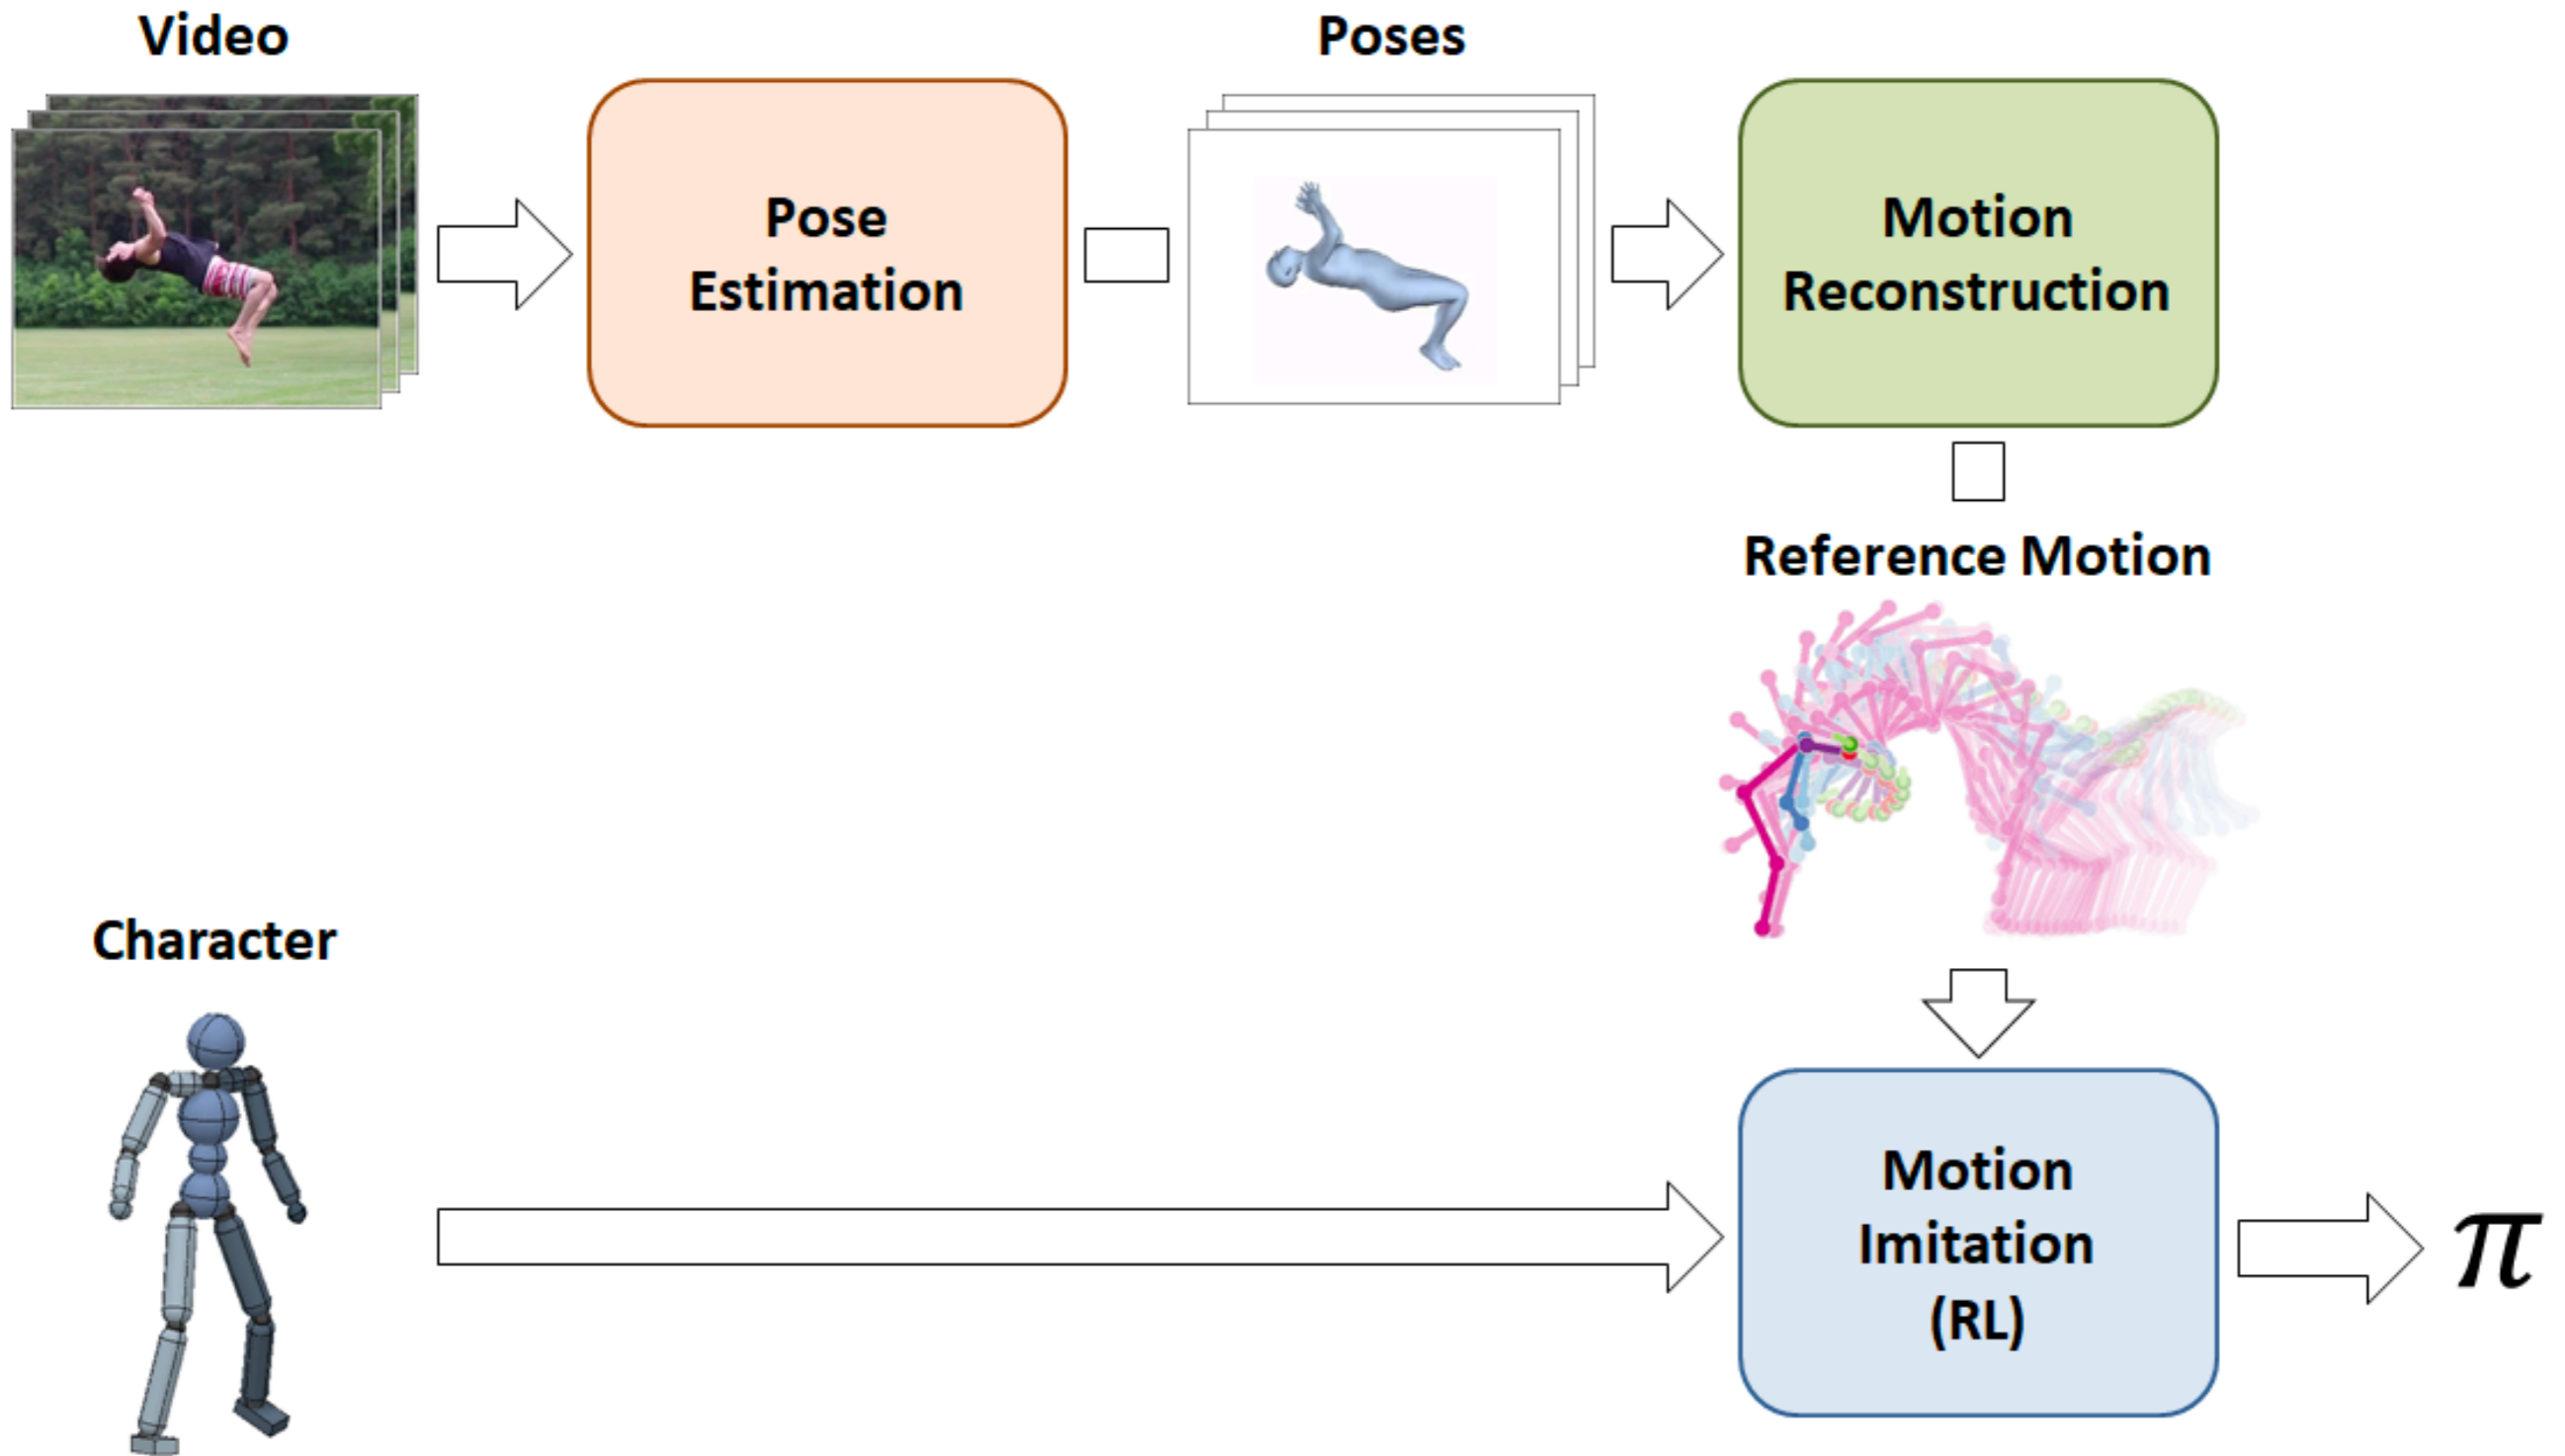 Video
Poses
Pose
Estimation
Motion
Reconstruction
Reference Motion
Character
Motion
Imitation
(RL)
π